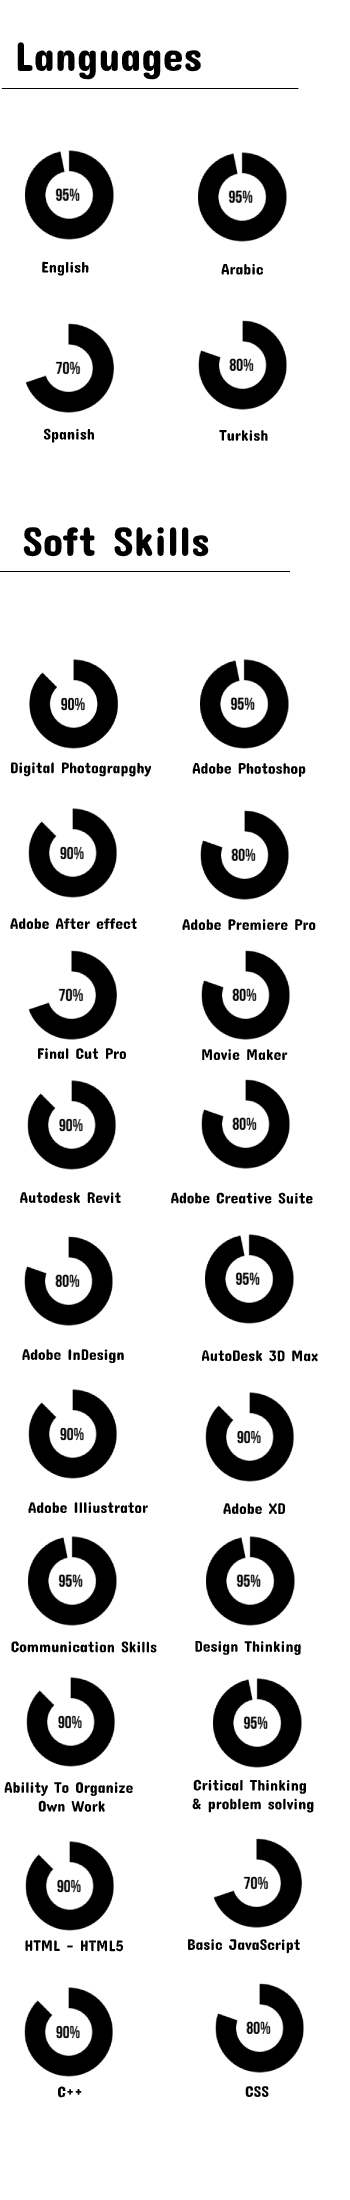 Languages
95%
95%
English
Arabic
70%
80%
Spanish
Turkish
Soft Skills
90%
95%
Digital Photograpghy
Adobe Photoshop
90%
80%
Adobe After effect
Adobe Premiere Pro
70%
80%
Final Cut Pro
Movie Maker
90%
80%
Autodesk Revit
Adobe Creative Suite
80%
95%
Adobe InDesign
AutoDesk 3D Max
90%
90%
Adobe Illiustrator
Adobe XD
95%
95%
Communication Skills
Design Thinking
90%
95%
Ability To Organize
Own Work
Critical Thinking
& problem solving
90%
70%
HTML - HTML5
Basic JavaScript
90%
80%
C++
CSS